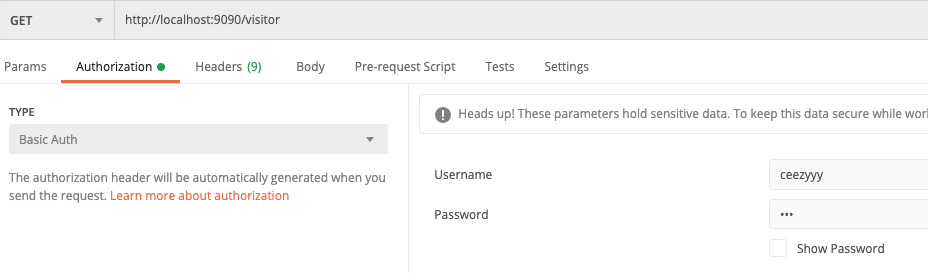 GET http://localhost:9090/visitor
Params Authorization Headers (9) Body Pre-request Script Tests Settings
TYPE
Heads up! These parameters hold sensitive data. To keep this data secure while
Basic Auth
The authorization header will be automatically generated when you
send the request. Learn more about authorization
Username ceezyyy
Password •••
Show Password